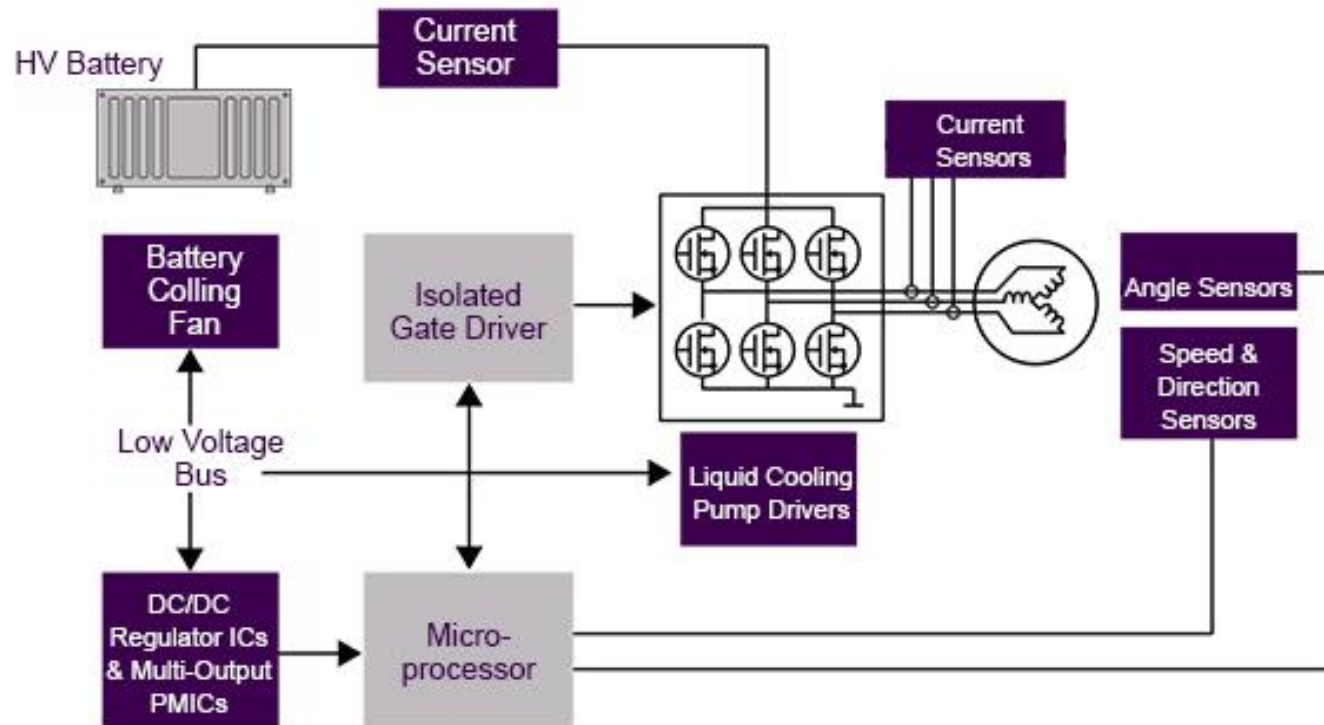 Current
Sensor
HV Battery
Current
Sensors
Battery
Colling
Fan
Isolated
Gate Driver
Angle Sensors
Speed &
Direction
Sensors
Low Voltage
Bus
Liquid Cooling
Pump Drivers
DC/DC
Regulator ICs
& Multi-Output
PMICs
Micro-
processor